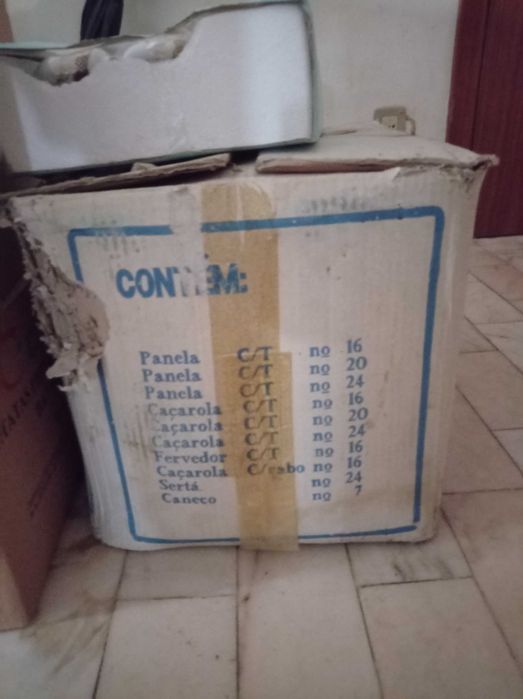 CONTÉM:
Panela C/T nº 16
Panela C/T nº 20
Panela C/T nº 24
Caçarola C/T nº 16
Caçarola C/T nº 20
Caçarola C/T nº 24
Fervedor C/T nº 16
Caçarola C/cabo nº 16
Sertá nº 24
Caneco nº 7